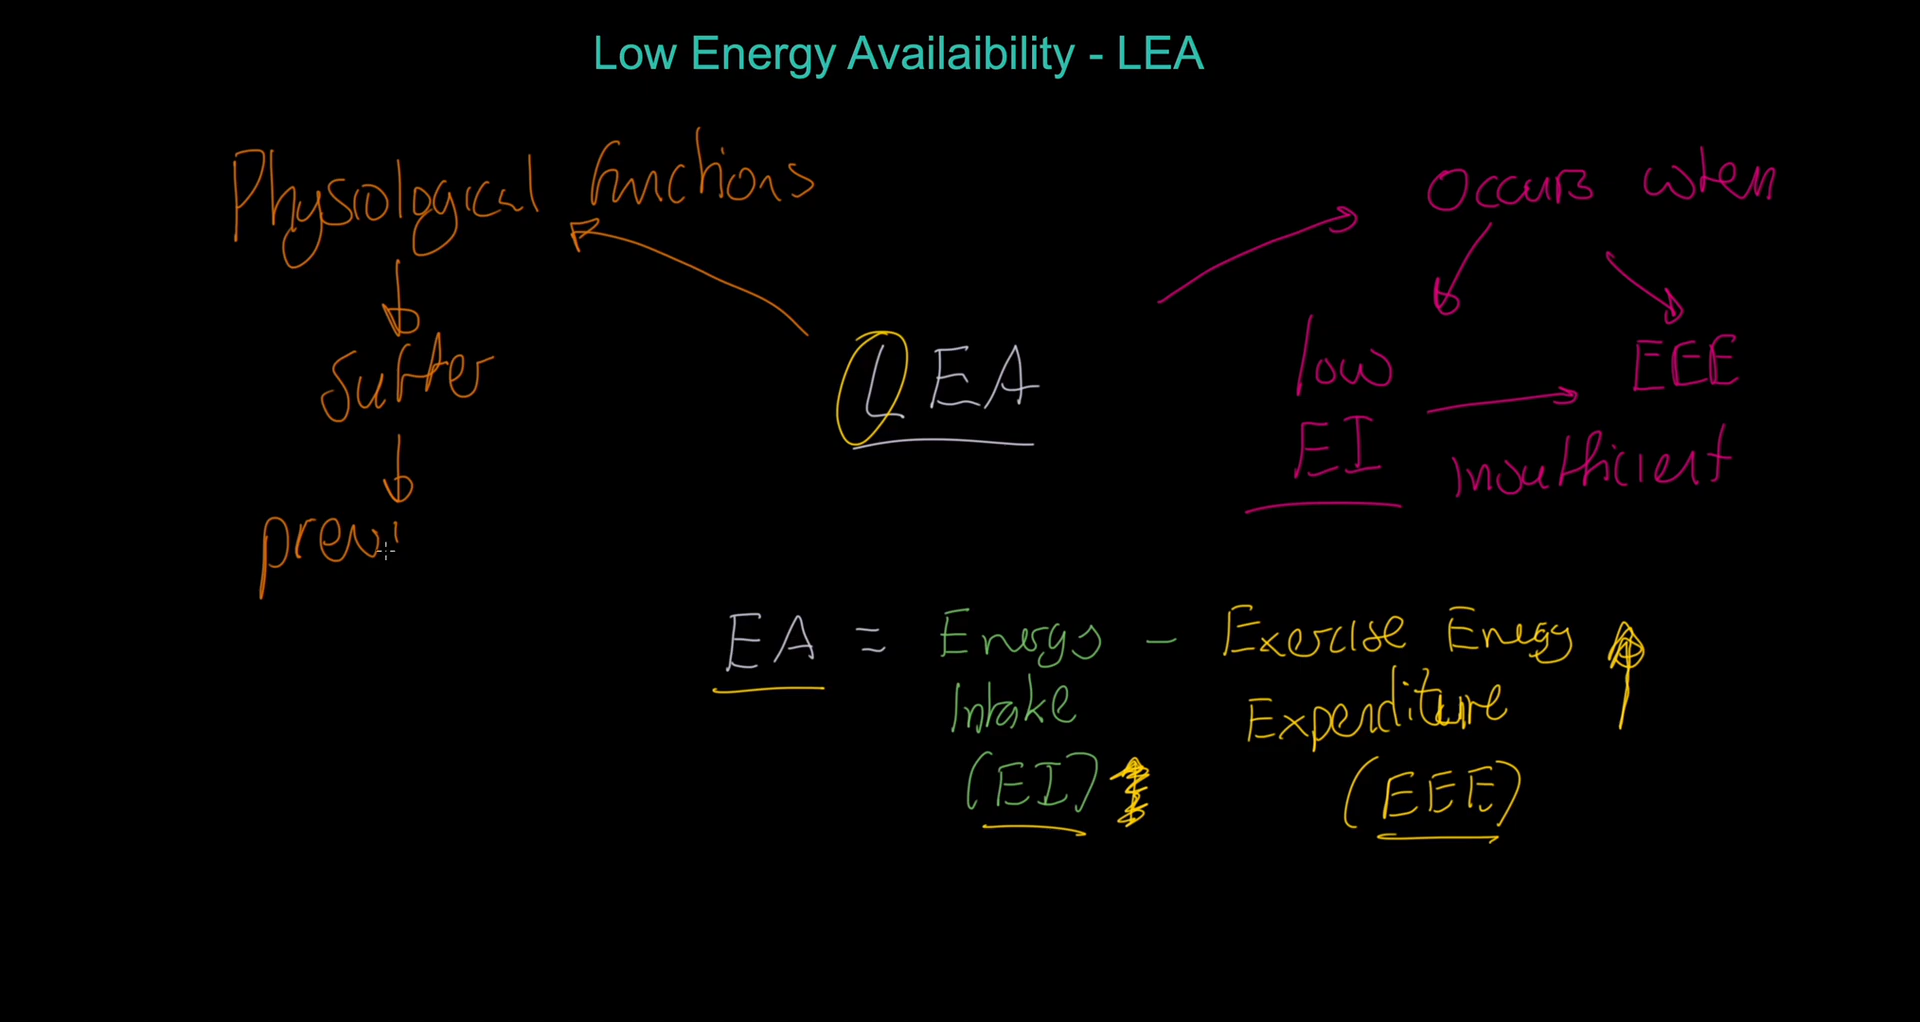 Low Energy Availaibility - LEA
Physiological functions
Occurs when
Suffer
LEA
low
EI
EEE
insufficient
previ
EA = Energy - Exercise Energy
Intake
Expenditure
(EI)
(EEE)